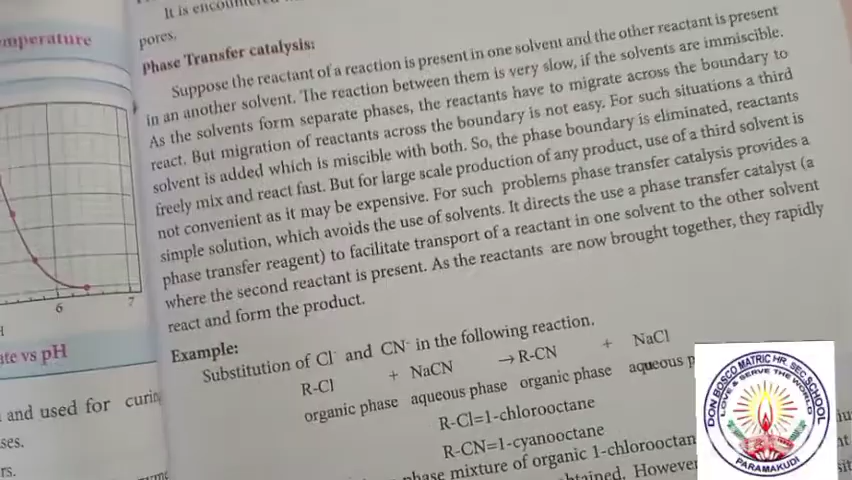 It is encountered
pores.
Phase Transfer catalysis:
Suppose the reactant of a reaction is present in one solvent and the other reactant is present
in an another solvent. The reaction between them is very slow, if the solvents are immiscible.
As the solvents form separate phases, the reactants have to migrate across the boundary to
react. But migration of reactants across the boundary is not easy. For such situations a third
solvent is added which is miscible with both. So, the phase boundary is eliminated, reactants
freely mix and react fast. But for large scale production of any product, use of a third solvent is
not convenient as it may be expensive. For such problems phase transfer catalysis provides a
simple solution, which avoids the use of solvents. It directs the use a phase transfer catalyst (a
phase transfer reagent) to facilitate transport of a reactant in one solvent to the other solvent
where the second reactant is present. As the reactants are now brought together, they rapidly
react and form the product.
Example:
Substitution of Cl⁻ and CN⁻ in the following reaction.
R-Cl + NaCN → R-CN + NaCl
organic phase aqueous phase organic phase aqueous p
R-Cl=1-chlorooctane
R-CN=1-cyanooctane
phase mixture of organic 1-chlorooctan
However
mperature
6 7
te vs pH
and used for
ses.
rs.
DON BOSCO MATRIC HR. SEC SCHOOL
LOVE & SERVE THE WORLD
PARAMAKUDI